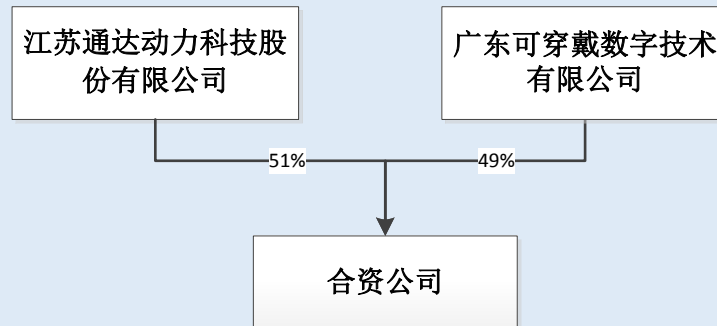 江苏通达动力科技股
份有限公司
广东可穿戴数字技术
有限公司
51%
49%
合资公司